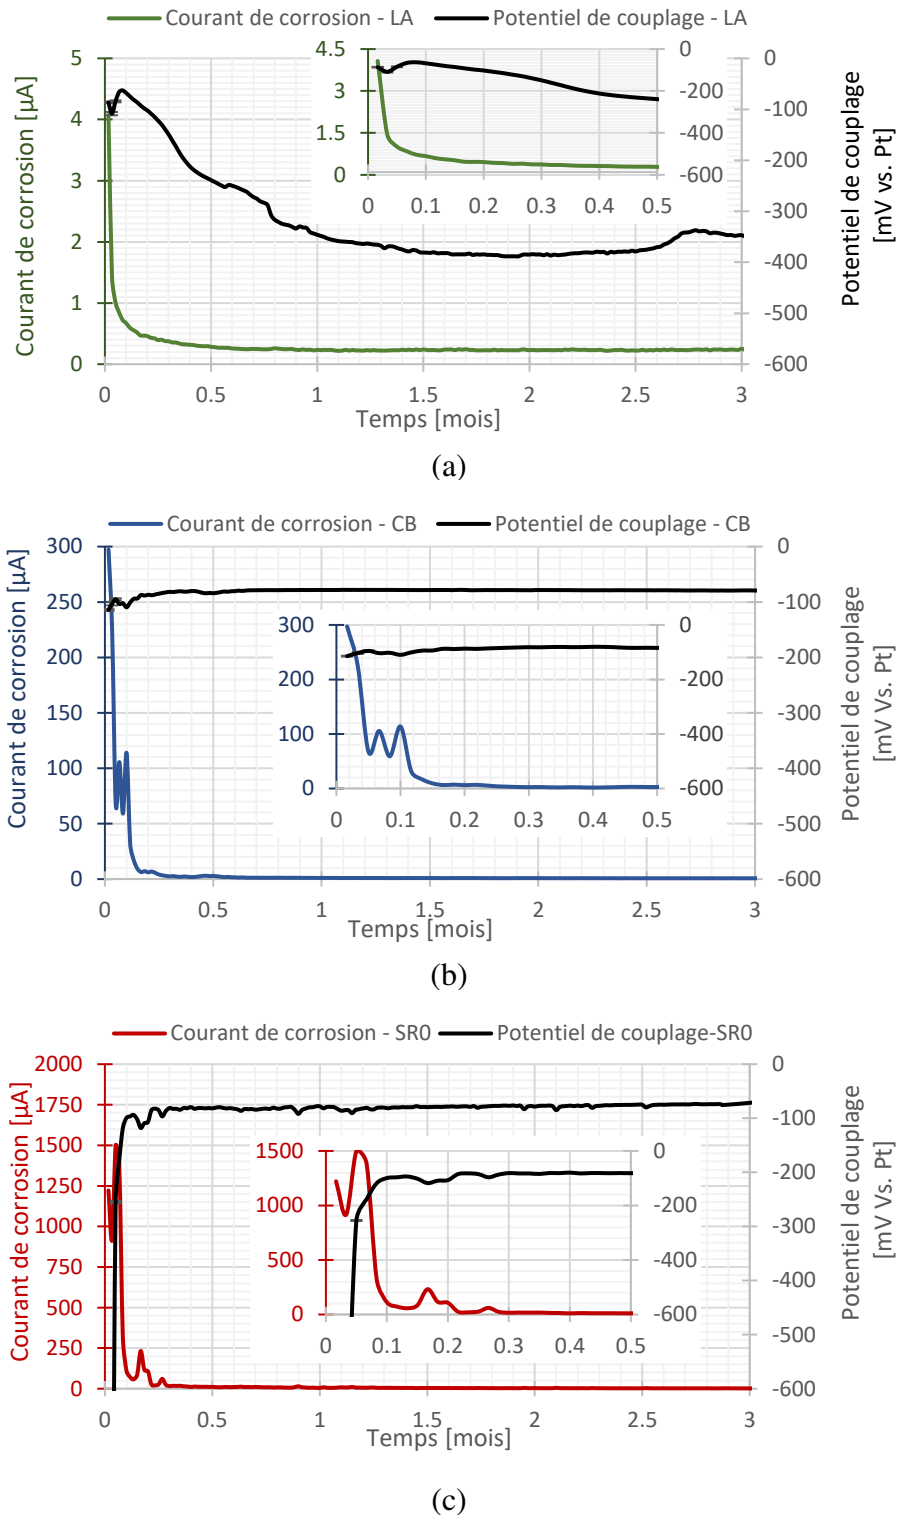 Courant de corrosion - LA Potentiel de couplage - LA
Courant de corrosion [µA]
5
4
3
2
1
0
-0
-100
-200
-300
-400
-500
-600
Potentiel de couplage
[mV vs. Pt]
4.5
3
1.5
0
-0
-200
-400
-600
0 0.1 0.2 0.3 0.4 0.5
0 0.5 1 1.5 2 2.5 3
Temps [mois]
(a)
Courant de corrosion - CB Potentiel de couplage - CB
Courant de corrosion [µA]
300
250
200
150
100
50
0
-0
-100
-200
-300
-400
-500
-600
Potentiel de couplage
[mV Vs. Pt]
300
200
100
0
-0
-200
-400
-600
0 0.1 0.2 0.3 0.4 0.5
0 0.5 1 1.5 2 2.5 3
Temps [mois]
(b)
Courant de corrosion - SR0 Potentiel de couplage-SR0
Courant de corrosion [µA]
2000
1750
1500
1250
1000
750
500
250
0
-0
-100
-200
-300
-400
-500
-600
Potentiel de couplage
[mV Vs. Pt]
1500
1000
500
0
-0
-200
-400
-600
0 0.1 0.2 0.3 0.4 0.5
0 0.5 1 1.5 2 2.5 3
Temps [mois]
(c)